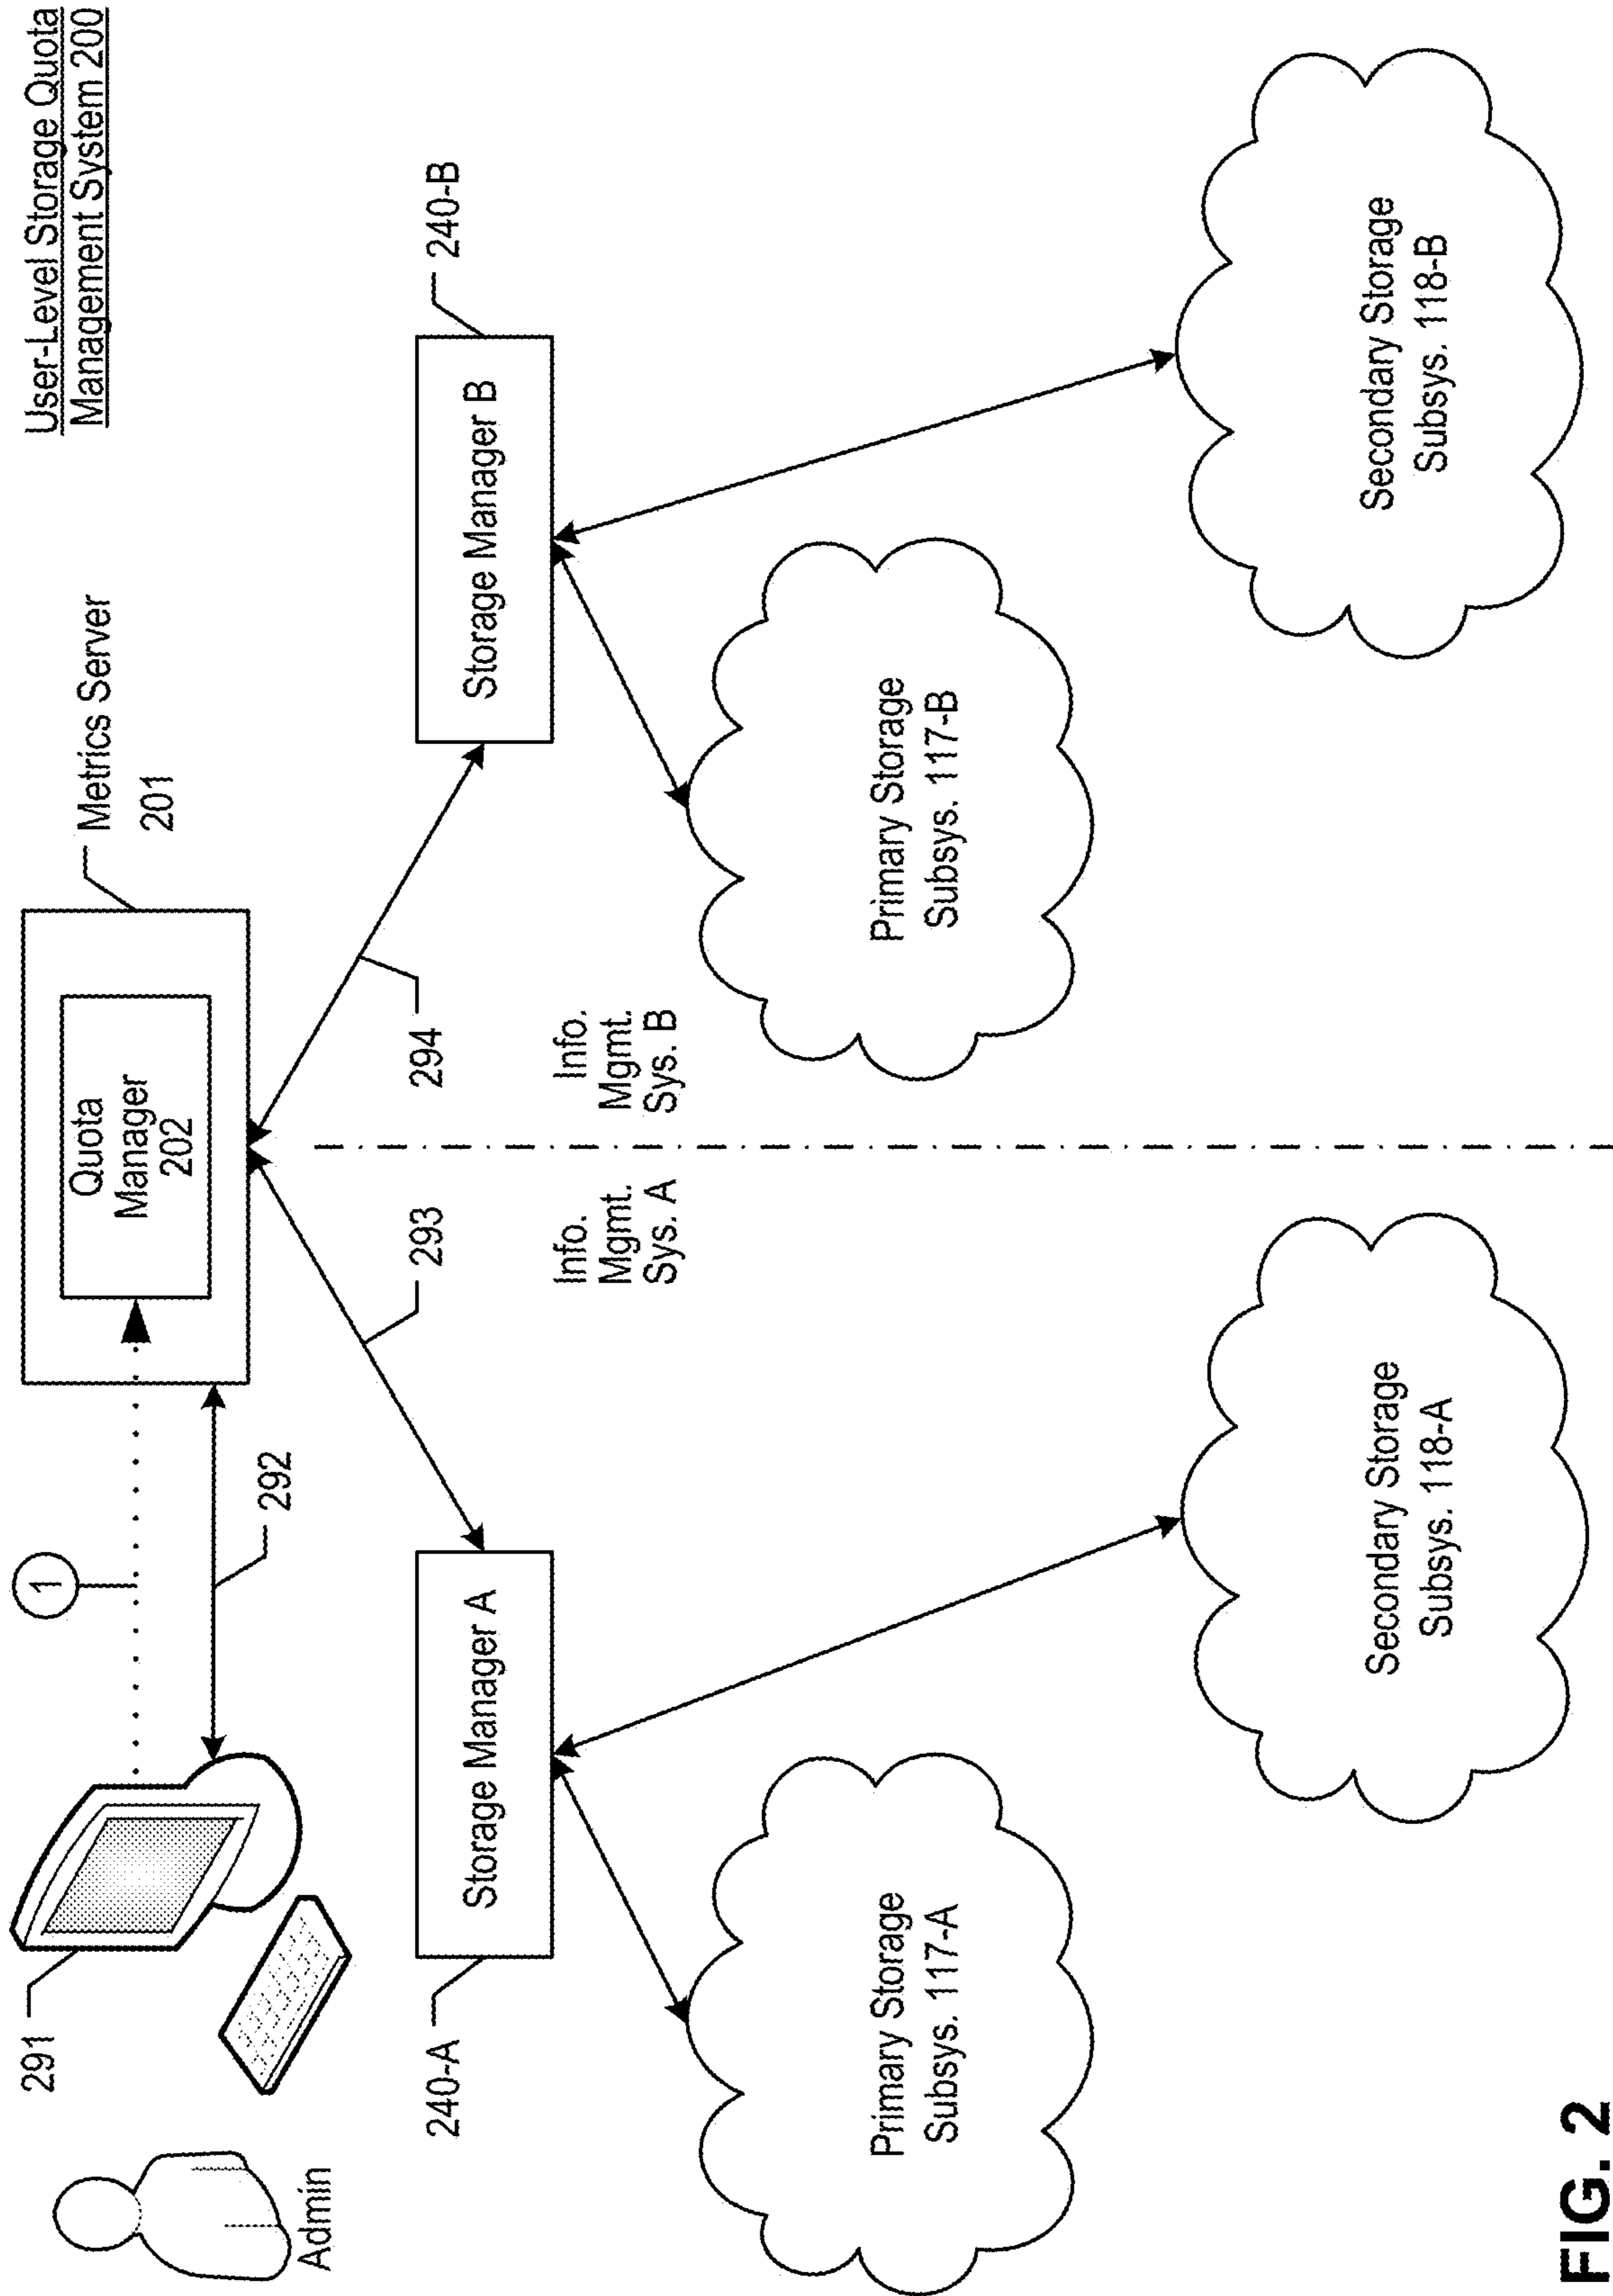 User-Level Storage Quota
Management System 200
Admin
291
1
292
Quota
Manager
202
Metrics Server
201
293
294
240-A
Storage Manager A
Storage Manager B
240-B
Info.
Mgmt.
Sys. A
Info.
Mgmt.
Sys. B
Primary Storage
Subsys. 117-A
Primary Storage
Subsys. 117-B
Secondary Storage
Subsys. 118-A
Secondary Storage
Subsys. 118-B
FIG. 2